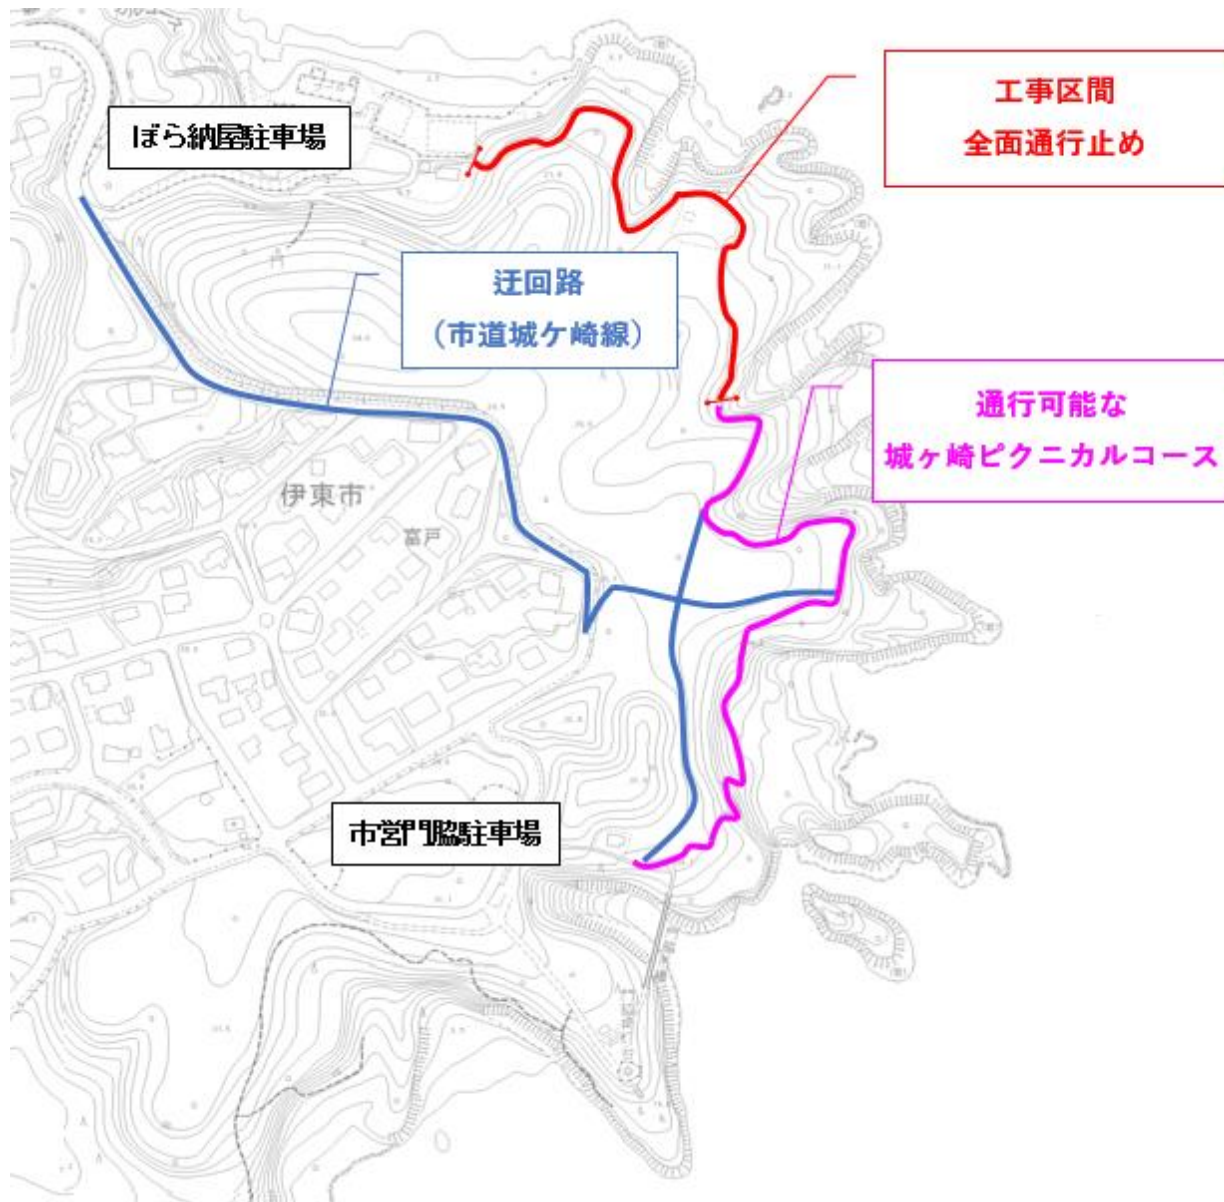 工事区間
全面通行止め
ぼら納屋駐車場
迂回路
(市道城ケ崎線)
通行可能な
城ヶ崎ピクニカルコース
伊東市
富戸
市営門脇駐車場